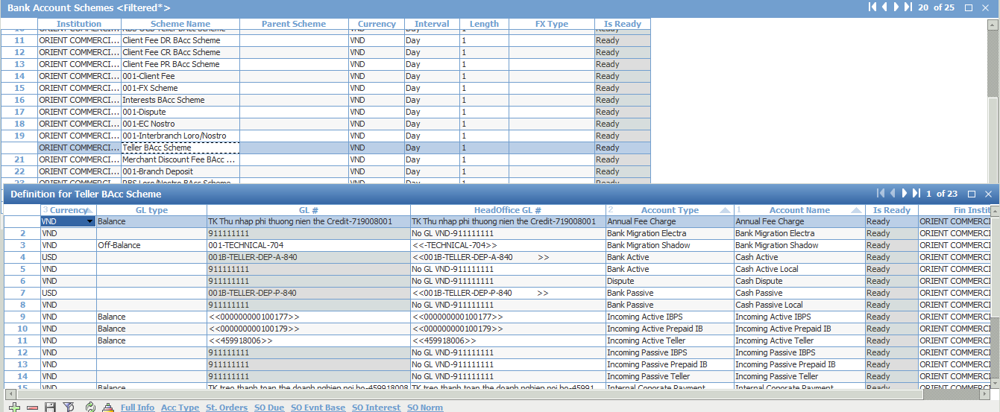 Bank Account Schemes <Filtered*> 20 of 25
Institution Scheme Name Parent Scheme Currency Interval Length FX Type Is Ready
11 ORIENT COMMERCI... Client Fee DR BAcc Scheme VND Day 1 Ready
12 ORIENT COMMERCI... Client Fee CR BAcc Scheme VND Day 1 Ready
13 ORIENT COMMERCI... Client Fee PR BAcc Scheme VND Day 1 Ready
14 ORIENT COMMERCI... 001-Client Fee VND Day 1 Ready
15 ORIENT COMMERCI... 001-FX Scheme VND Day 1 Ready
16 ORIENT COMMERCI... Interests BAcc Scheme VND Day 1 Ready
17 ORIENT COMMERCI... 001-Dispute VND Day 1 Ready
18 ORIENT COMMERCI... 001-EC Nostro VND Day 1 Ready
19 ORIENT COMMERCI... 001-Interbranch Loro/Nostro VND Day 1 Ready
ORIENT COMMERCI... Teller BAcc Scheme VND Day 1 Ready
21 ORIENT COMMERCI... Merchant Discount Fee BAcc ... VND Day 1 Ready
22 ORIENT COMMERCI... 001-Branch Deposit VND Day 1 Ready
23 ORIENT COMMERCI... RBS Loro/Nostro BAcc Scheme VND Day 1 Ready
Definition for Teller BAcc Scheme 1 of 23
3 Currency GL type GL # HeadOffice GL # 2 Account Type 1 Account Name Is Ready Fin Instit
VND Balance TK Thu nhap phi thuong nien the Credit-719008001 TK Thu nhap phi thuong nien the Credit-719008001 Annual Fee Charge Annual Fee Charge Ready ORIENT COMMERCI
2 VND 911111111 No GL VND-911111111 Bank Migration Electra Bank Migration Electra Ready ORIENT COMMERCI
3 VND Off-Balance 001-TECHNICAL-704 <<-TECHNICAL-704>> Bank Migration Shadow Bank Migration Shadow Ready ORIENT COMMERCI
4 USD 001B-TELLER-DEP-A-840 <<001B-TELLER-DEP-A-840 >> Bank Active Cash Active Ready ORIENT COMMERCI
5 VND 911111111 No GL VND-911111111 Bank Active Cash Active Local Ready ORIENT COMMERCI
6 VND 911111111 No GL VND-911111111 Dispute Cash Dispute Ready ORIENT COMMERCI
7 USD 001B-TELLER-DEP-P-840 <<001B-TELLER-DEP-P-840 >> Bank Passive Cash Passive Ready ORIENT COMMERCI
8 VND 911111111 No GL VND-911111111 Bank Passive Cash Passive Local Ready ORIENT COMMERCI
9 VND Balance <<000000000100177>> <<000000000100177>> Incoming Active IBPS Incoming Active IBPS Ready ORIENT COMMERCI
10 VND Balance <<000000000100179>> <<000000000100179>> Incoming Active Prepaid IB Incoming Active Prepaid IB Ready ORIENT COMMERCI
11 VND Balance <<459918006>> <<459918006>> Incoming Active Teller Incoming Active Teller Ready ORIENT COMMERCI
12 VND 911111111 No GL VND-911111111 Incoming Passive IBPS Incoming Passive IBPS Ready ORIENT COMMERCI
13 VND 911111111 No GL VND-911111111 Incoming Passive Prepaid IB Incoming Passive Prepaid IB Ready ORIENT COMMERCI
14 VND 911111111 No GL VND-911111111 Incoming Passive Teller Incoming Passive Teller Ready ORIENT COMMERCI
15 VND Balance TK treo thanh toan the doanh nghiep noi bo-459918008 TK treo thanh toan the doanh nghiep noi bo-45991 Internal Coporate Payment Internal Coporate Payment Ready ORIENT COMMERCI
Full Info Acc Type St. Orders SO Due SO Evnt Base SO Interest SO Norm